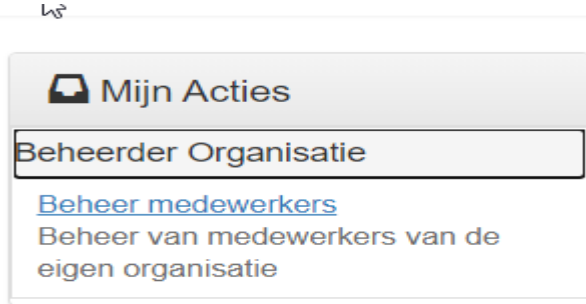 Mijn Acties
Beheerder Organisatie
Beheer medewerkers
Beheer van medewerkers van de
eigen organisatie